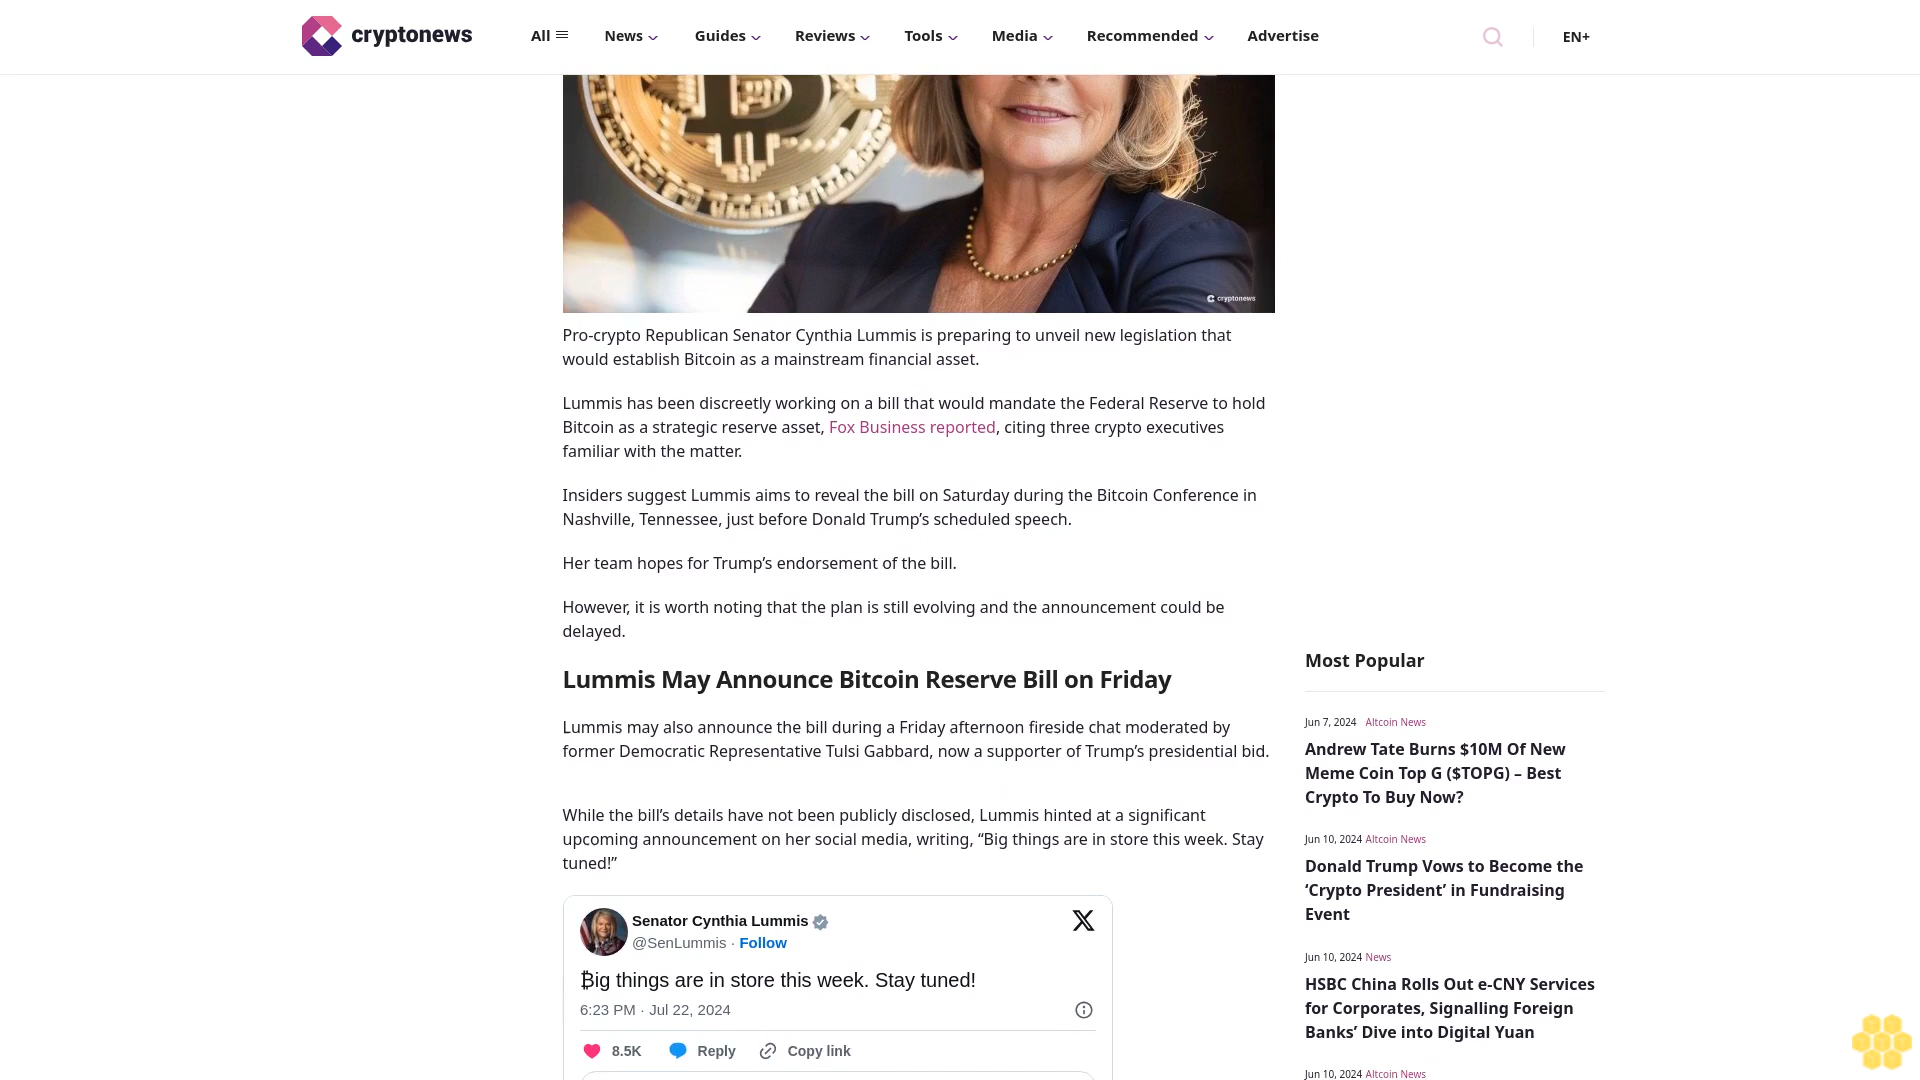 cryptonews
All
News
Guides
Reviews
Tools
Media
Recommended
Advertise
EN+
cryptonews
Pro-crypto Republican Senator Cynthia Lummis is preparing to unveil new legislation that
would establish Bitcoin as a mainstream financial asset.
Lummis has been discreetly working on a bill that would mandate the Federal Reserve to hold
Bitcoin as a strategic reserve asset, Fox Business reported, citing three crypto executives
familiar with the matter.
Insiders suggest Lummis aims to reveal the bill on Saturday during the Bitcoin Conference in
Nashville, Tennessee, just before Donald Trump’s scheduled speech.
Her team hopes for Trump’s endorsement of the bill.
However, it is worth noting that the plan is still evolving and the announcement could be
delayed.
Lummis May Announce Bitcoin Reserve Bill on Friday
Lummis may also announce the bill during a Friday afternoon fireside chat moderated by
former Democratic Representative Tulsi Gabbard, now a supporter of Trump’s presidential bid.
While the bill’s details have not been publicly disclosed, Lummis hinted at a significant
upcoming announcement on her social media, writing, “Big things are in store this week. Stay
tuned!”
Senator Cynthia Lummis
@SenLummis · Follow
₿ig things are in store this week. Stay tuned!
6:23 PM · Jul 22, 2024
8.5K
Reply
Copy link
Most Popular
Jun 7, 2024 Altcoin News
Andrew Tate Burns $10M Of New
Meme Coin Top G ($TOPG) – Best
Crypto To Buy Now?
Jun 10, 2024 Altcoin News
Donald Trump Vows to Become the
‘Crypto President’ in Fundraising
Event
Jun 10, 2024 News
HSBC China Rolls Out e-CNY Services
for Corporates, Signalling Foreign
Banks’ Dive into Digital Yuan
Jun 10, 2024 Altcoin News